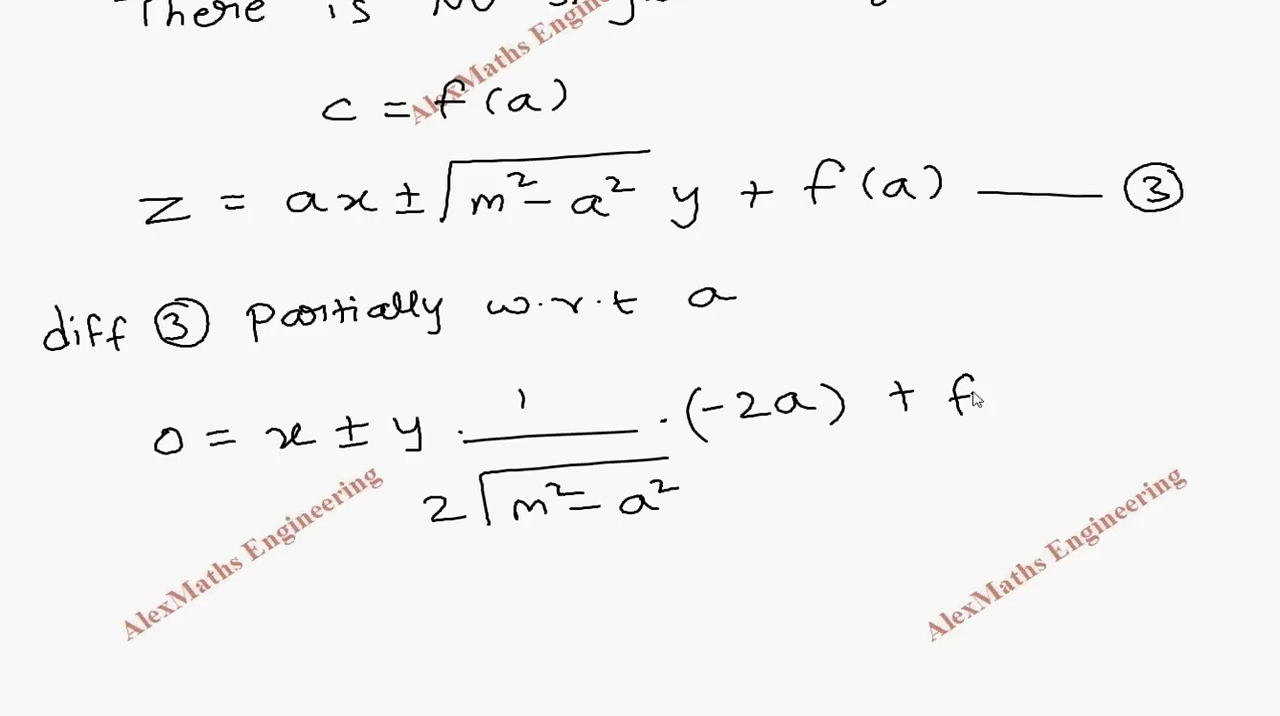 There is No
c = f(a)
z = ax ± √(m² - a²) y + f(a) —— ③
diff ③ partially w.r.t a
0 = x ± y · 1/(2√(m² - a²)) · (-2a) + f
AlexMaths Engineering
AlexMaths Engineering
AlexMaths Engineering